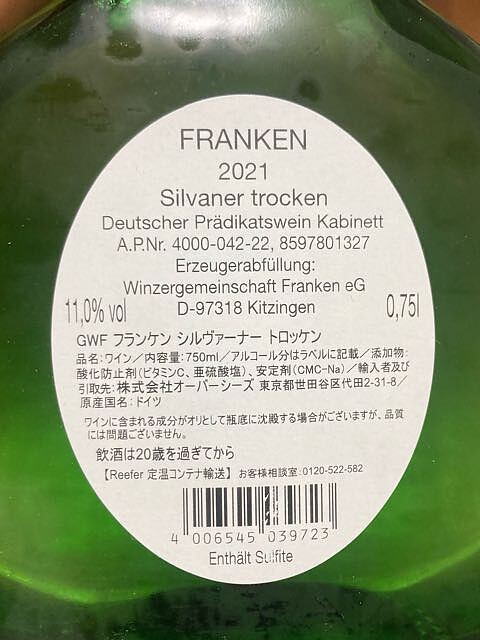 FRANKEN
2021
Silvaner trocken
Deutscher Prädikatswein Kabinett
A.P.Nr. 4000-042-22, 8597801327
Erzeugerabfüllung:
Winzergemeinschaft Franken eG
11,0% vol D-97318 Kitzingen 0,75l
GWF フランケン シルヴァーナー トロッケン
品名:ワイン/内容量:750ml/アルコール分はラベルに記載/添加物:
酸化防止剤(ビタミンC、亜硫酸塩)、安定剤(CMC-Na)/輸入者及び
引取先:株式会社オーバーシーズ 東京都世田谷区代田2-31-8/
原産国名:ドイツ
ワインに含まれる成分がオリとして瓶底に沈殿する場合がございますが、品質
には問題ございません。
飲酒は20歳を過ぎてから
【Reefer 定温コンテナ輸送】 お客様相談室:0120-522-582
4 006545 039723
Enthält Sulfite